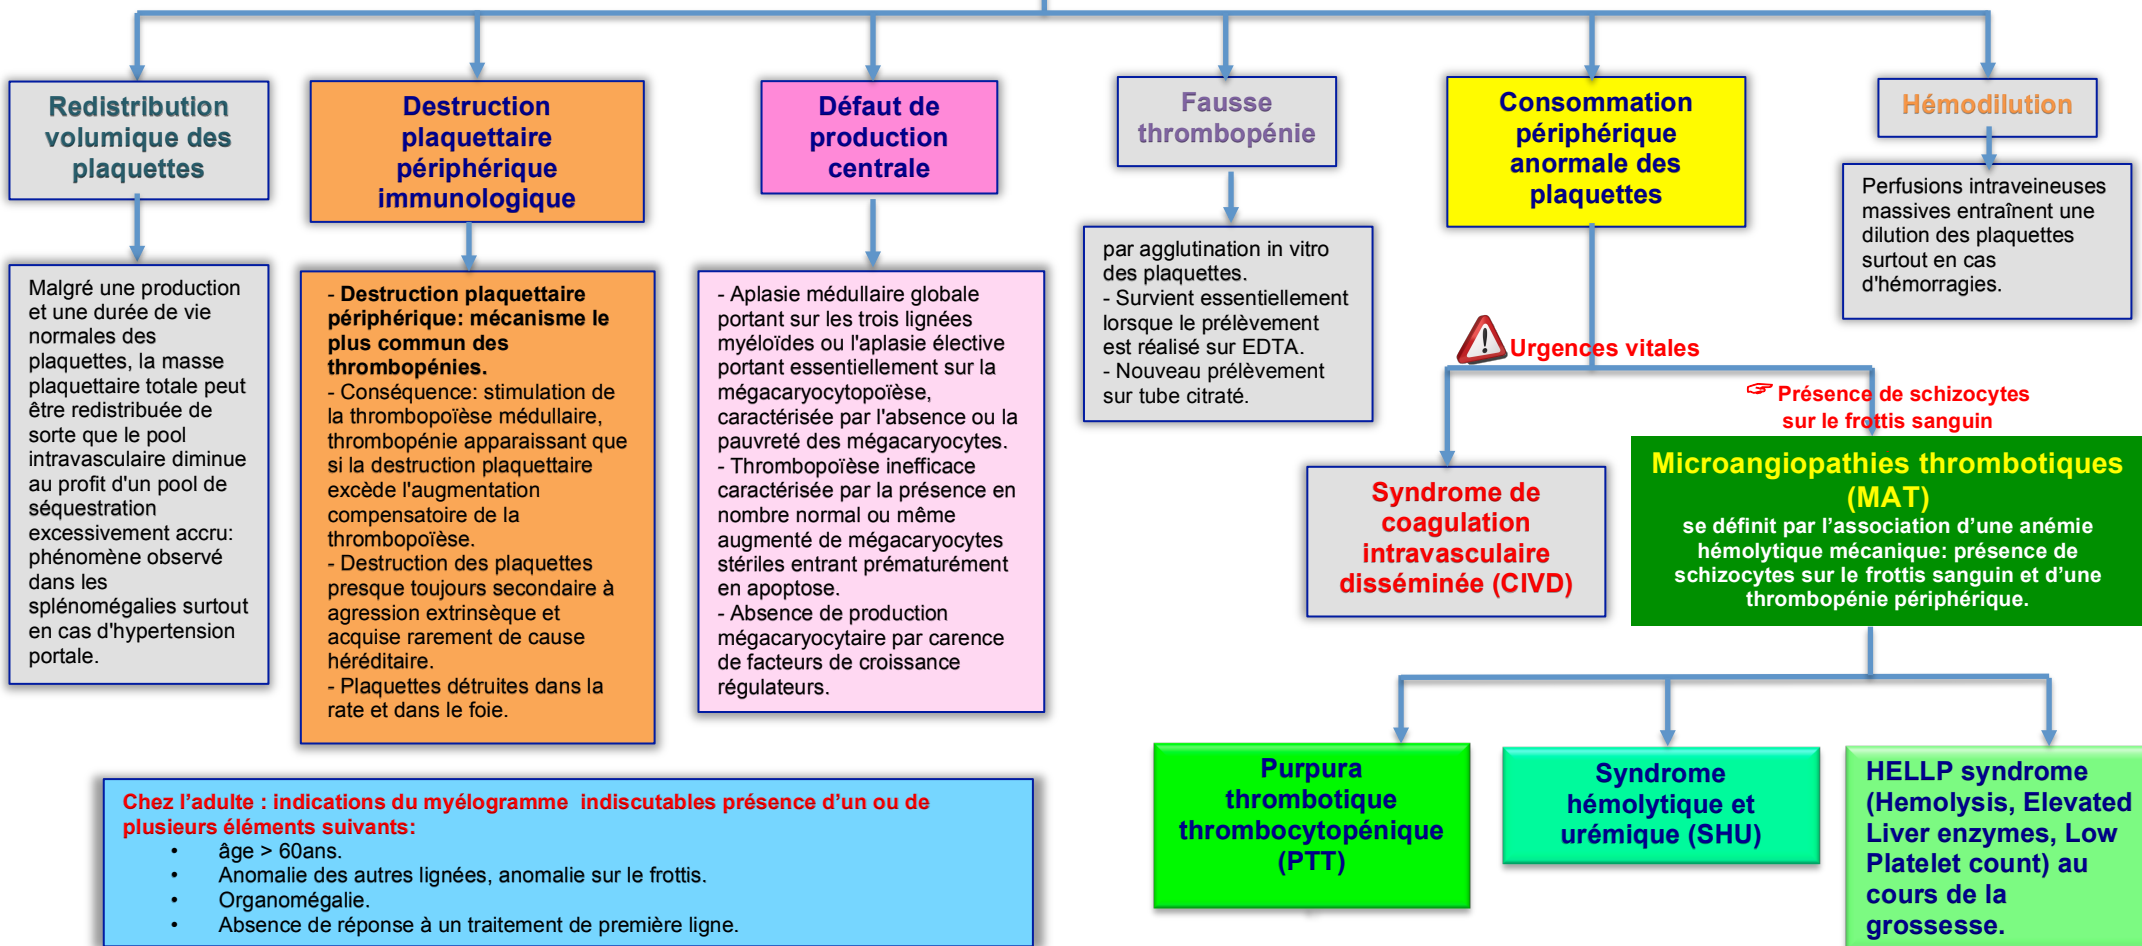 Redistribution
volumique des
plaquettes
Malgré une production
et une durée de vie
normales des
plaquettes, la masse
plaquettaire totale peut
être redistribuée de
sorte que le pool
intravasculaire diminue
au profit d'un pool de
séquestration
excessivement accru:
phénomène observé
dans les
splénomégalies surtout
en cas d'hypertension
portale.
Destruction
plaquettaire
périphérique
immunologique
- Destruction plaquettaire
périphérique: mécanisme le
plus commun des
thrombopénies.
- Conséquence: stimulation de
la thrombopoïèse médullaire,
thrombopénie apparaissant que
si la destruction plaquettaire
excède l'augmentation
compensatoire de la
thrombopoïèse.
- Destruction des plaquettes
presque toujours secondaire à
agression extrinsèque et
acquise rarement de cause
héréditaire.
- Plaquettes détruites dans la
rate et dans le foie.
Défaut de
production
centrale
- Aplasie médullaire globale
portant sur les trois lignées
myéloïdes ou l'aplasie élective
portant essentiellement sur la
mégacaryocytopoïèse,
caractérisée par l'absence ou la
pauvreté des mégacaryocytes.
- Thrombopoïèse inefficace
caractérisée par la présence en
nombre normal ou même
augmenté de mégacaryocytes
stériles entrant prématurément
en apoptose.
- Absence de production
mégacaryocytaire par carence
de facteurs de croissance
régulateurs.
Fausse
thrombopénie
par agglutination in vitro
des plaquettes.
- Survient essentiellement
lorsque le prélèvement
est réalisé sur EDTA.
- Nouveau prélèvement
sur tube citraté.
Consommation
périphérique
anormale des
plaquettes
Hémodilution
Perfusions intraveineuses
massives entraînent une
dilution des plaquettes
surtout en cas
d'hémorragies.
Urgences vitales
☞ Présence de schizocytes
sur le frottis sanguin
Syndrome de
coagulation
intravasculaire
disséminée (CIVD)
Microangiopathies thrombotiques
(MAT)
se définit par l’association d’une anémie
hémolytique mécanique: présence de
schizocytes sur le frottis sanguin et d’une
thrombopénie périphérique.
Purpura
thrombotique
thrombocytopénique
(PTT)
Syndrome
hémolytique et
urémique (SHU)
HELLP syndrome
(Hemolysis, Elevated
Liver enzymes, Low
Platelet count) au
cours de la
grossesse.
Chez l’adulte : indications du myélogramme indiscutables présence d’un ou de
plusieurs éléments suivants:
• âge > 60ans.
• Anomalie des autres lignées, anomalie sur le frottis.
• Organomégalie.
• Absence de réponse à un traitement de première ligne.